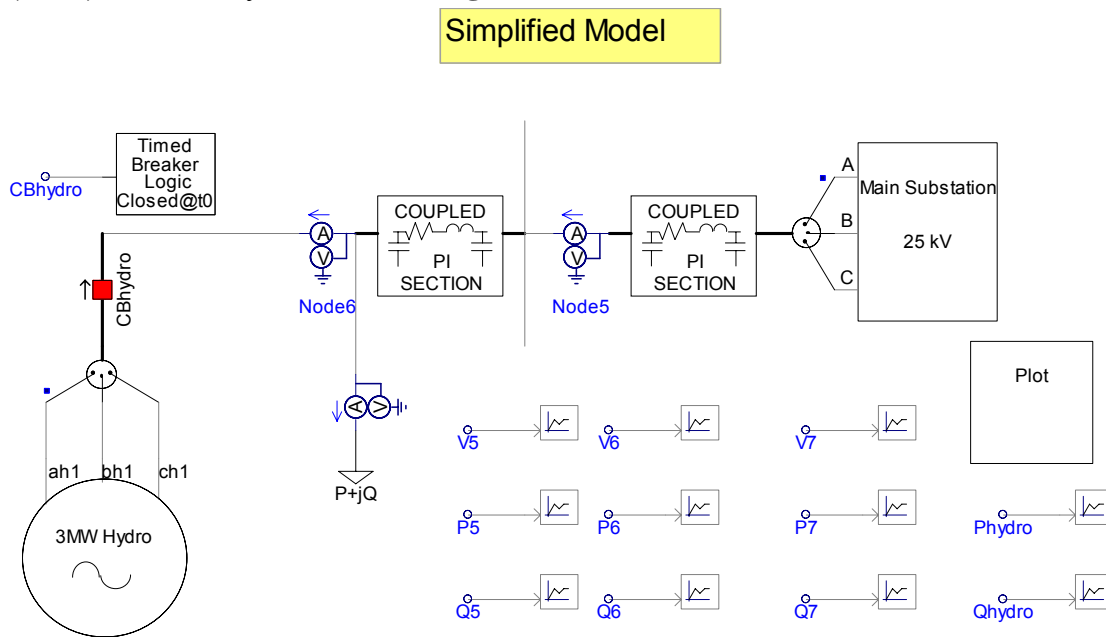 Simplified Model
Timed
Breaker
Logic
Closed@t0
CBhydro
CBhydro
A
V
Node6
COUPLED
PI
SECTION
A
V
Node5
COUPLED
PI
SECTION
A
B
C
Main Substation
25 kV
A
V
P+jQ
ah1
bh1
ch1
3MW Hydro
Plot
V5
V6
V7
P5
P6
P7
Phydro
Q5
Q6
Q7
Qhydro